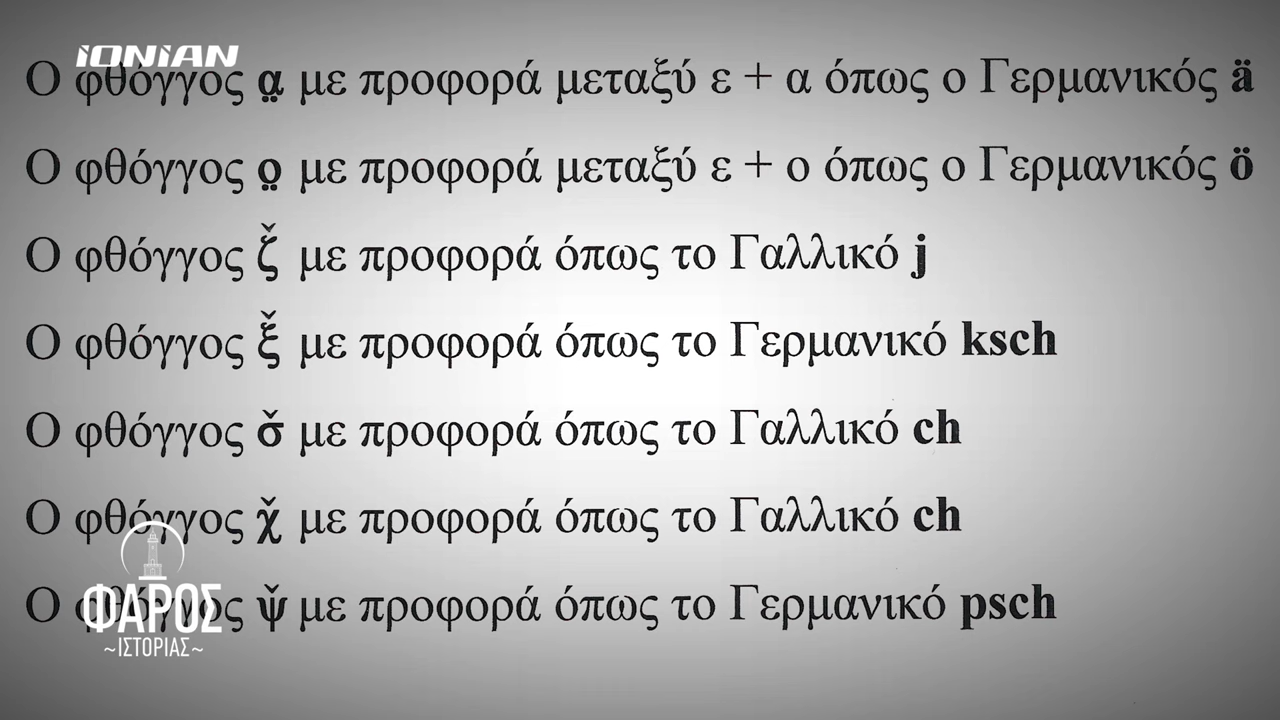 IONIAN
Ο φθόγγος α̤ με προφορά μεταξύ ε + α όπως ο Γερμανικός ä
Ο φθόγγος ο̤ με προφορά μεταξύ ε + ο όπως ο Γερμανικός ö
Ο φθόγγος ζ̌ με προφορά όπως το Γαλλικό j
Ο φθόγγος ξ̌ με προφορά όπως το Γερμανικό ksch
Ο φθόγγος σ̌ με προφορά όπως το Γαλλικό ch
Ο φθόγγος χ̌ με προφορά όπως το Γαλλικό ch
Ο φθόγγος ψ̌ με προφορά όπως το Γερμανικό psch
ΦΑΡΟΣ
~ΙΣΤΟΡΙΑΣ~